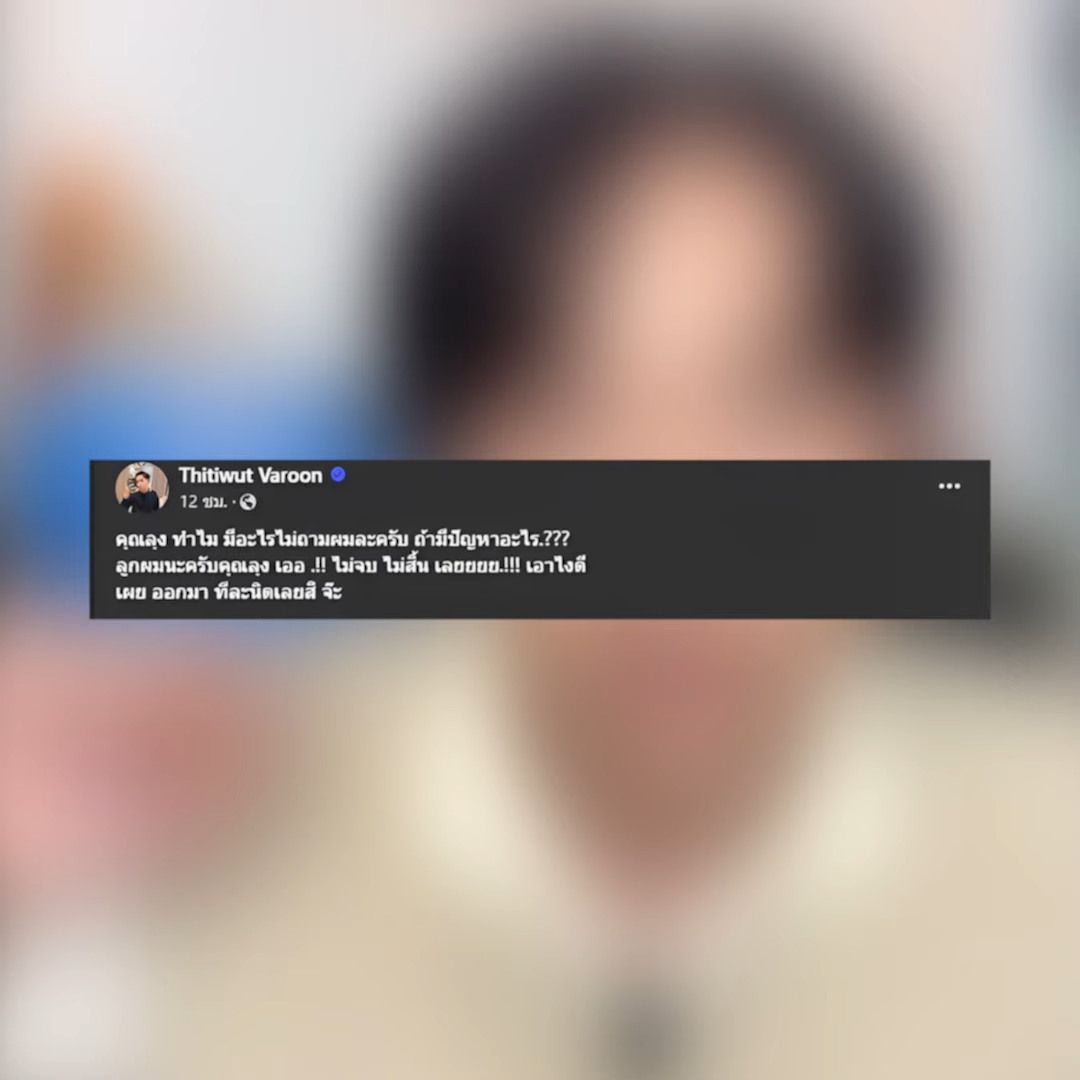 Thitiwut Varoon
12 ชม. ·
คุณลุง ทำไม มีอะไรไม่ถามผมละครับ ถ้ามีปัญหาอะไร.???
ลูกผมนะครับคุณลุง เออ .!! ไม่จบ ไม่สิ้น เลยยยย.!!! เอาไงดี
เผย ออกมา ทีละนิดเลยสิ จ๊ะ